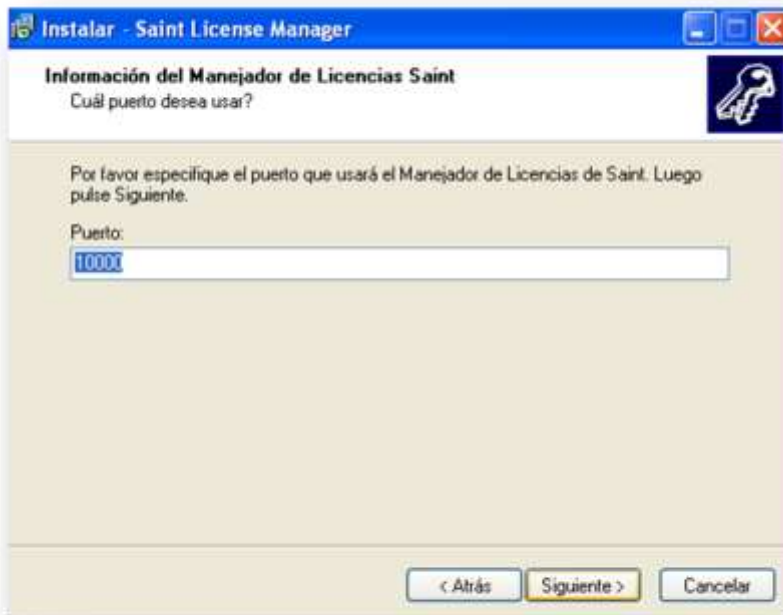 Instalar - Saint License Manager
Información del Manejador de Licencias Saint
Cuál puerto desea usar?
Por favor especifique el puerto que usará el Manejador de Licencias de Saint. Luego
pulse Siguiente.
Puerto:
10000
< Atrás
Siguiente >
Cancelar